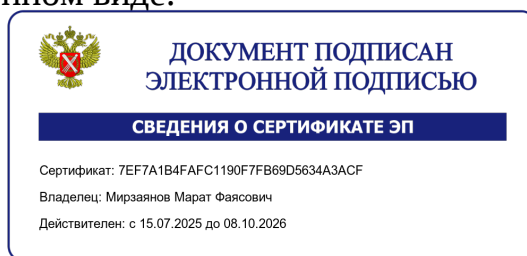 виде.
ДОКУМЕНТ ПОДПИСАН
ЭЛЕКТРОННОЙ ПОДПИСЬЮ
СВЕДЕНИЯ О СЕРТИФИКАТЕ ЭП
Сертификат: 7EF7A1B4FAFC1190F7FB69D5634A3ACF
Владелец: Мирзаянов Марат Фаясович
Действителен: с 15.07.2025 до 08.10.2026